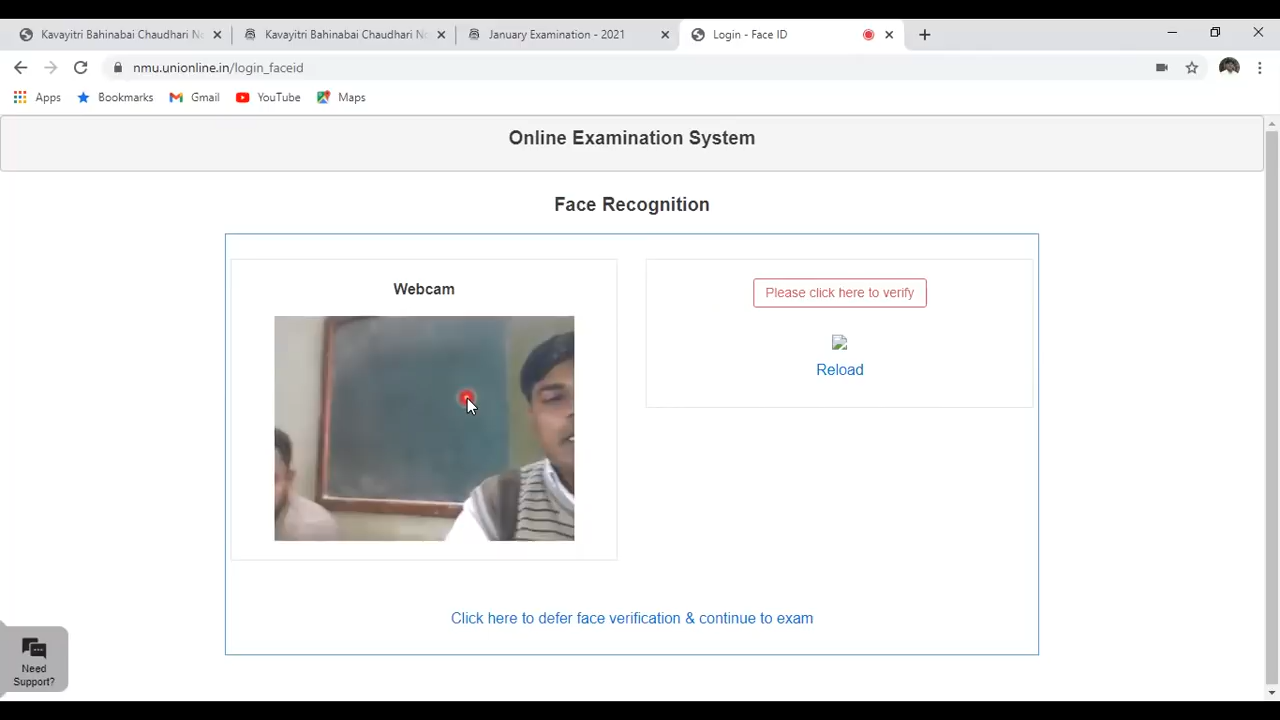 Kavayitri Bahinabai Chaudhari No
Kavayitri Bahinabai Chaudhari No
January Examination - 2021
Login - Face ID
nmu.unionline.in/login_faceid
Apps
Bookmarks
Gmail
YouTube
Maps
Online Examination System
Face Recognition
Webcam
Please click here to verify
Reload
Click here to defer face verification & continue to exam
Need
Support?